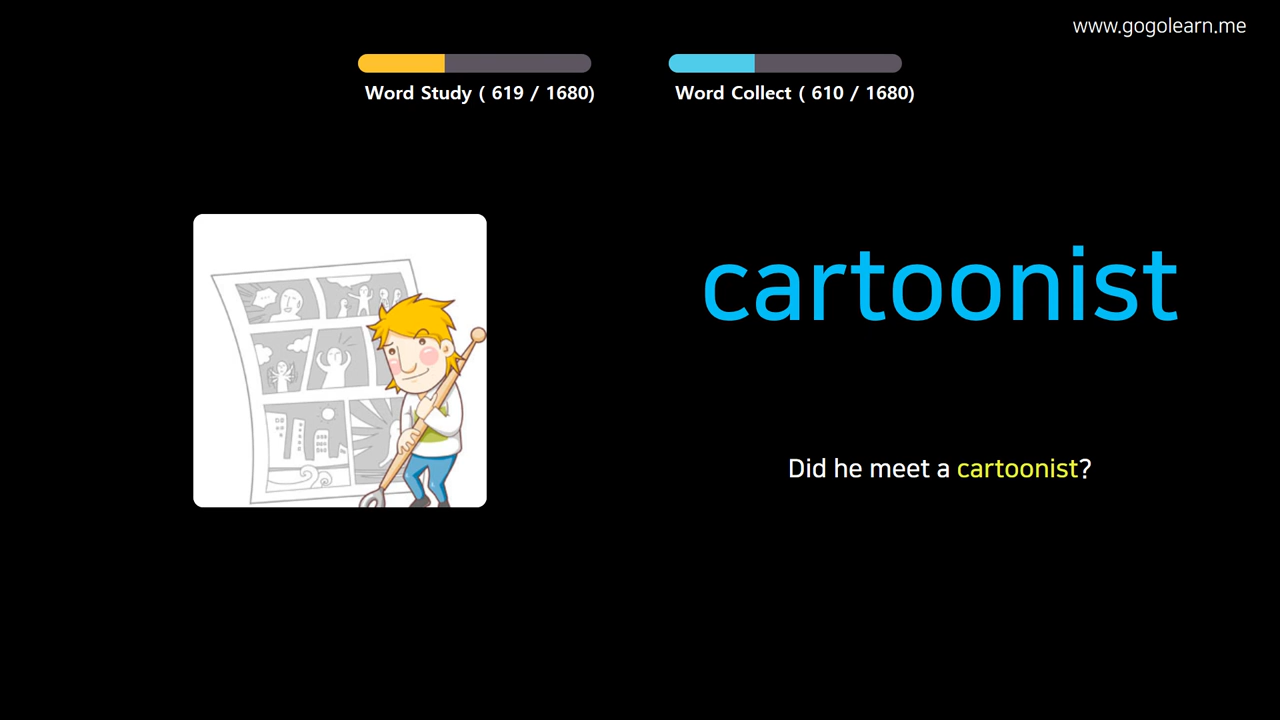 www.gogolearn.me
Word Study ( 619 / 1680)
Word Collect ( 610 / 1680)
cartoonist
Did he meet a cartoonist?